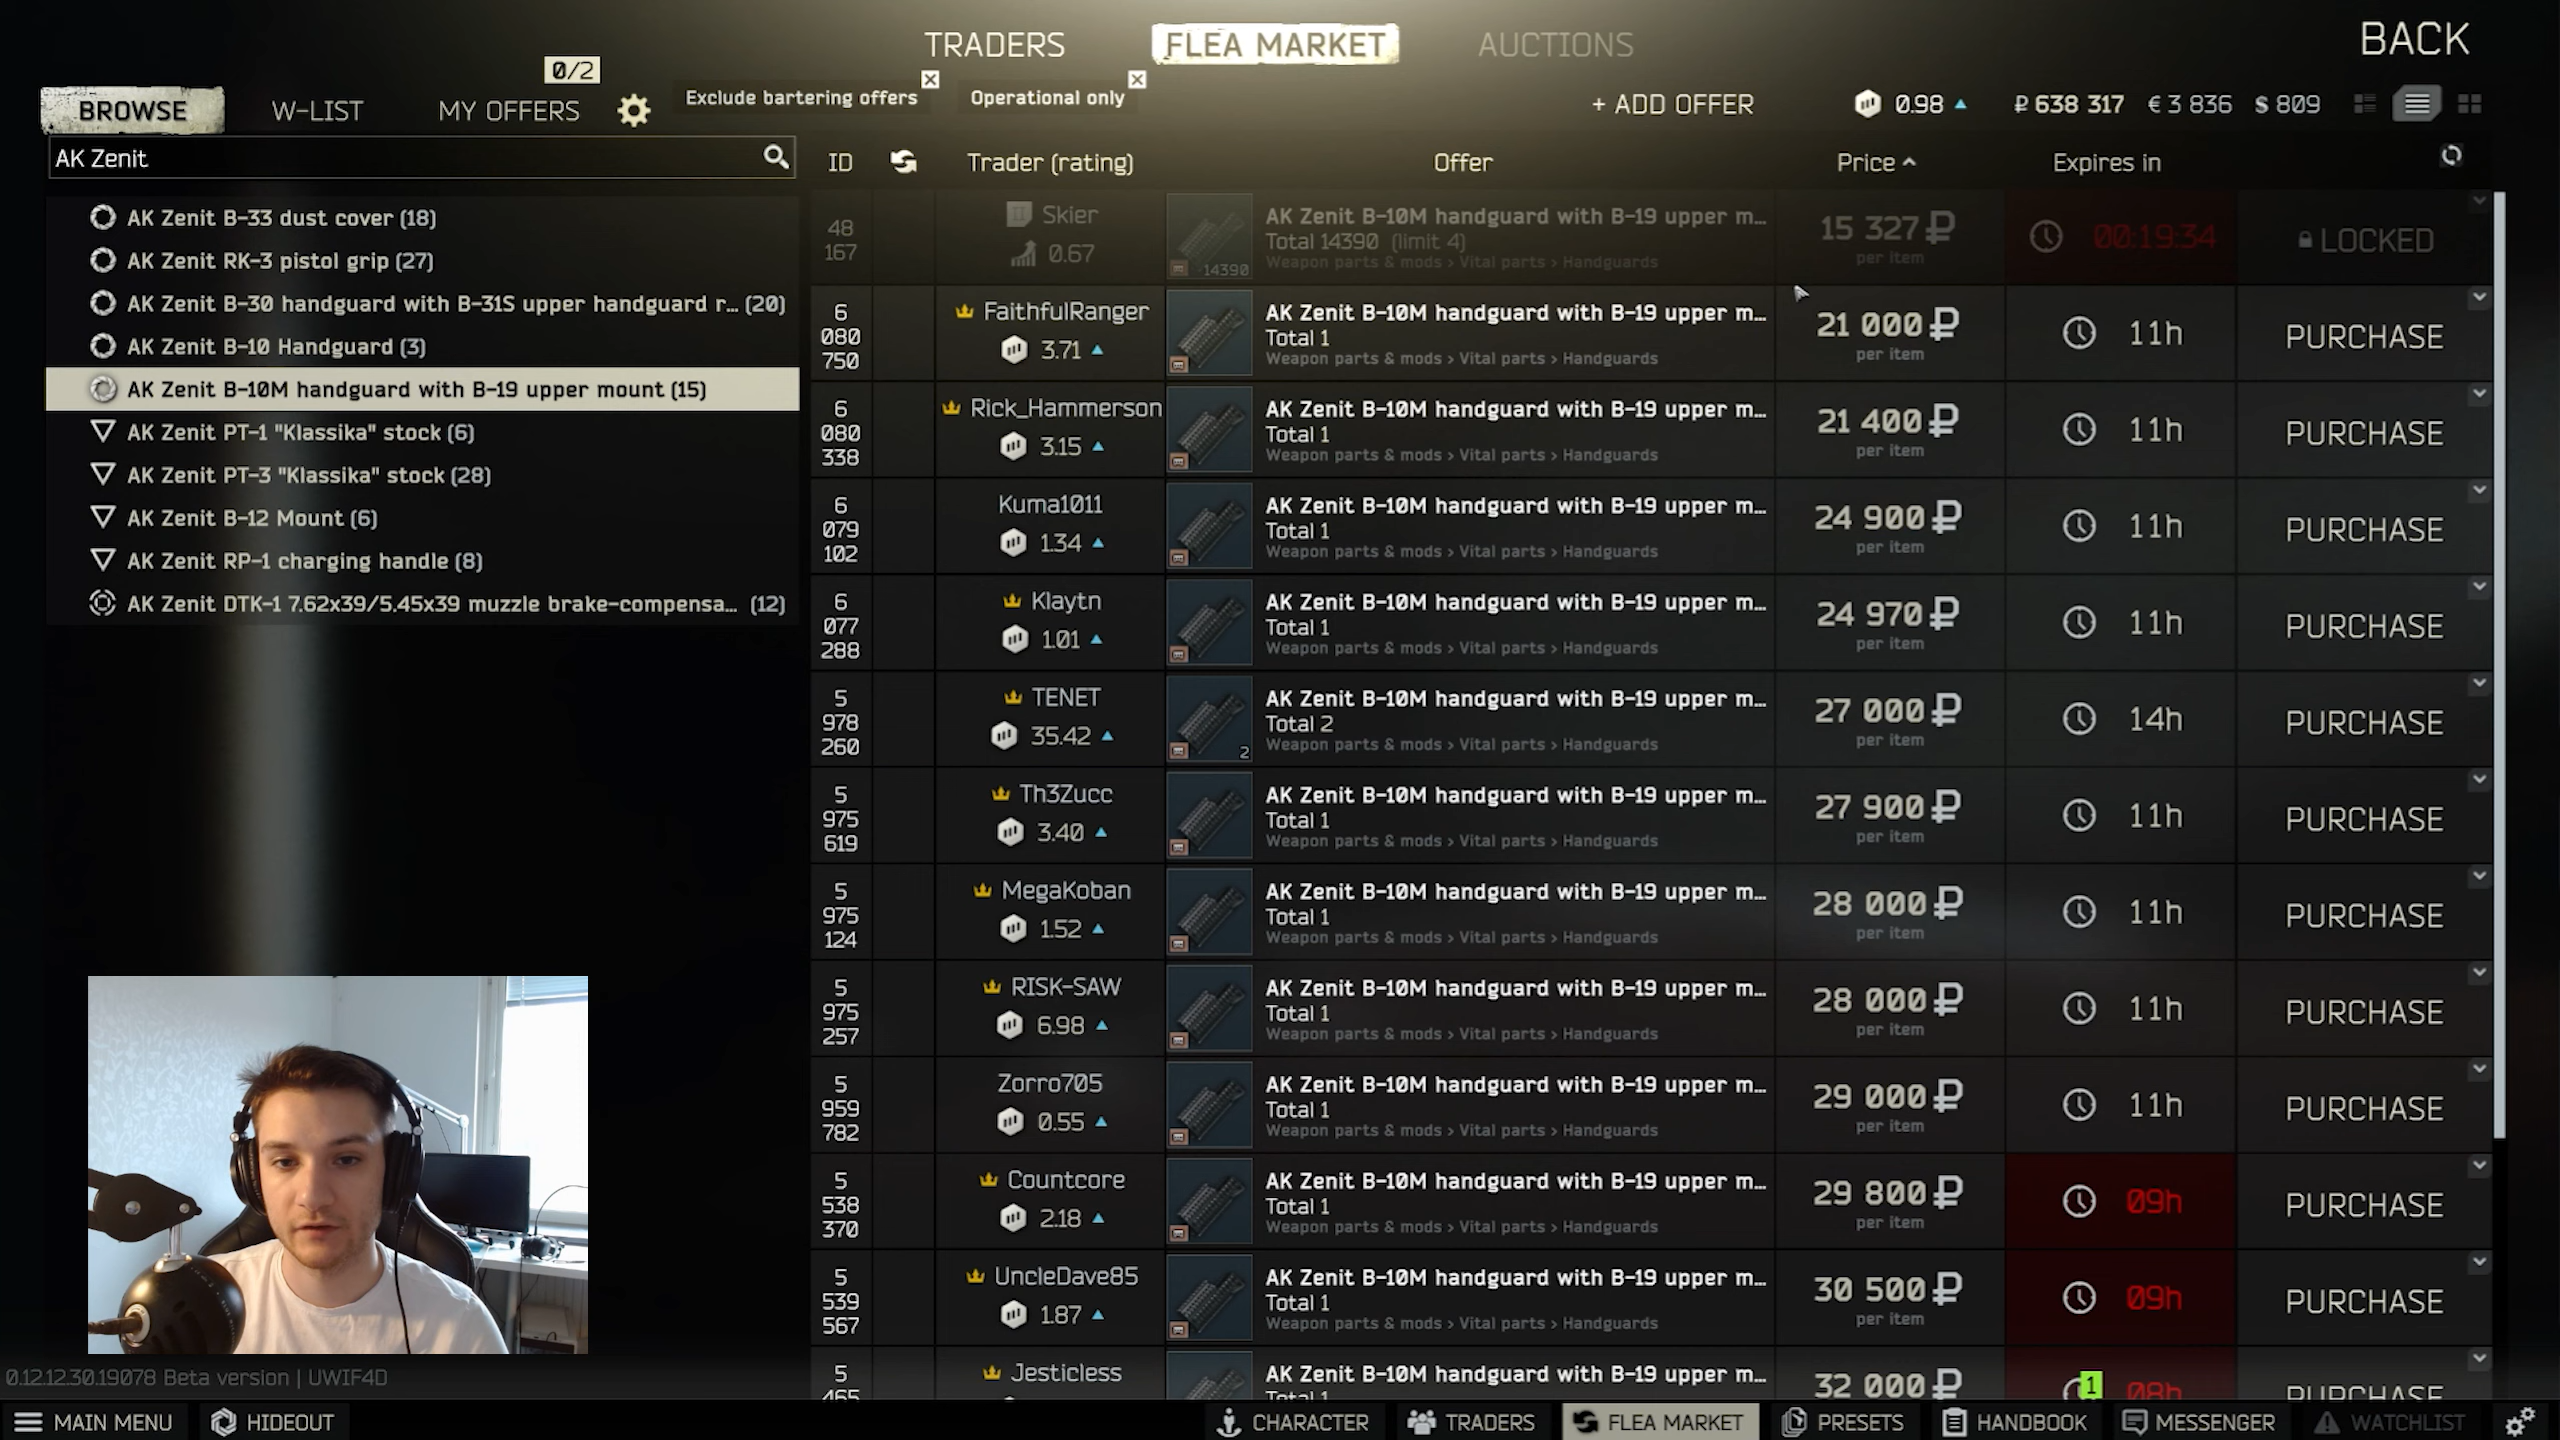 TRADERS
FLEA MARKET
AUCTIONS
BACK
0/2
BROWSE
W-LIST
MY OFFERS
Exclude bartering offers
Operational only
+ ADD OFFER
0.98
₽ 638 317
€ 3 836
$ 809
AK Zenit
ID
Trader (rating)
Offer
Price
Expires in
AK Zenit B-33 dust cover (18)
AK Zenit RK-3 pistol grip (27)
AK Zenit B-30 handguard with B-31S upper handguard r... (20)
AK Zenit B-10 Handguard (3)
AK Zenit B-10M handguard with B-19 upper mount (15)
AK Zenit PT-1 "Klassika" stock (6)
AK Zenit PT-3 "Klassika" stock (28)
AK Zenit B-12 Mount (6)
AK Zenit RP-1 charging handle (8)
AK Zenit DTK-1 7.62x39/5.45x39 muzzle brake-compensa... (12)
48
167
Skier
0.67
14390
AK Zenit B-10M handguard with B-19 upper m...
Total 14390 (limit 4)
Weapon parts & mods > Vital parts > Handguards
15 327 ₽
per item
00:19:34
LOCKED
6
080
750
FaithfulRanger
3.71
AK Zenit B-10M handguard with B-19 upper m...
Total 1
Weapon parts & mods > Vital parts > Handguards
21 000 ₽
per item
11h
PURCHASE
6
080
338
Rick_Hammerson
3.15
AK Zenit B-10M handguard with B-19 upper m...
Total 1
Weapon parts & mods > Vital parts > Handguards
21 400 ₽
per item
11h
PURCHASE
6
079
102
Kuma1011
1.34
AK Zenit B-10M handguard with B-19 upper m...
Total 1
Weapon parts & mods > Vital parts > Handguards
24 900 ₽
per item
11h
PURCHASE
6
077
288
Klaytn
1.01
AK Zenit B-10M handguard with B-19 upper m...
Total 1
Weapon parts & mods > Vital parts > Handguards
24 970 ₽
per item
11h
PURCHASE
5
978
260
TENET
35.42
2
AK Zenit B-10M handguard with B-19 upper m...
Total 2
Weapon parts & mods > Vital parts > Handguards
27 000 ₽
per item
14h
PURCHASE
5
975
619
Th3Zucc
3.40
AK Zenit B-10M handguard with B-19 upper m...
Total 1
Weapon parts & mods > Vital parts > Handguards
27 900 ₽
per item
11h
PURCHASE
5
975
124
MegaKoban
1.52
AK Zenit B-10M handguard with B-19 upper m...
Total 1
Weapon parts & mods > Vital parts > Handguards
28 000 ₽
per item
11h
PURCHASE
5
975
257
RISK-SAW
6.98
AK Zenit B-10M handguard with B-19 upper m...
Total 1
Weapon parts & mods > Vital parts > Handguards
28 000 ₽
per item
11h
PURCHASE
5
959
782
Zorro705
0.55
AK Zenit B-10M handguard with B-19 upper m...
Total 1
Weapon parts & mods > Vital parts > Handguards
29 000 ₽
per item
11h
PURCHASE
5
538
370
Countcore
2.18
AK Zenit B-10M handguard with B-19 upper m...
Total 1
Weapon parts & mods > Vital parts > Handguards
29 800 ₽
per item
09h
PURCHASE
5
539
567
UncleDave85
1.87
AK Zenit B-10M handguard with B-19 upper m...
Total 1
Weapon parts & mods > Vital parts > Handguards
30 500 ₽
per item
09h
PURCHASE
5
465
Jesticless
AK Zenit B-10M handguard with B-19 upper m...
Total 1
32 000 ₽
08h
PURCHASE
0.12.12.30.19078 Beta version | UWIF4D
MAIN MENU
HIDEOUT
CHARACTER
TRADERS
FLEA MARKET
PRESETS
HANDBOOK
1
MESSENGER
WATCHLIST